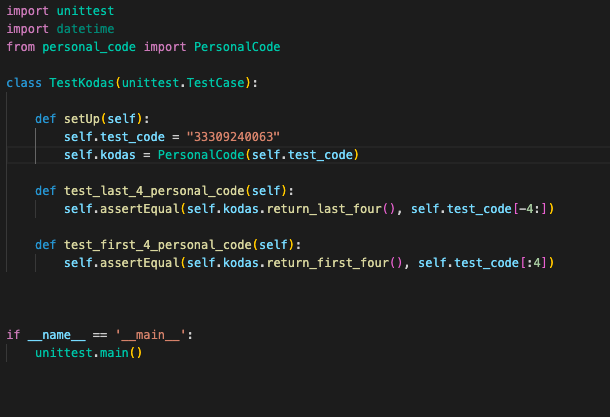 import unittest
import datetime
from personal_code import PersonalCode
class TestKodas(unittest.TestCase):
def setUp(self):
self.test_code = "33309240063"
self.kodas = PersonalCode(self.test_code)
def test_last_4_personal_code(self):
self.assertEqual(self.kodas.return_last_four(), self.test_code[-4:])
def test_first_4_personal_code(self):
self.assertEqual(self.kodas.return_first_four(), self.test_code[:4])
if __name__ == '__main__':
unittest.main()